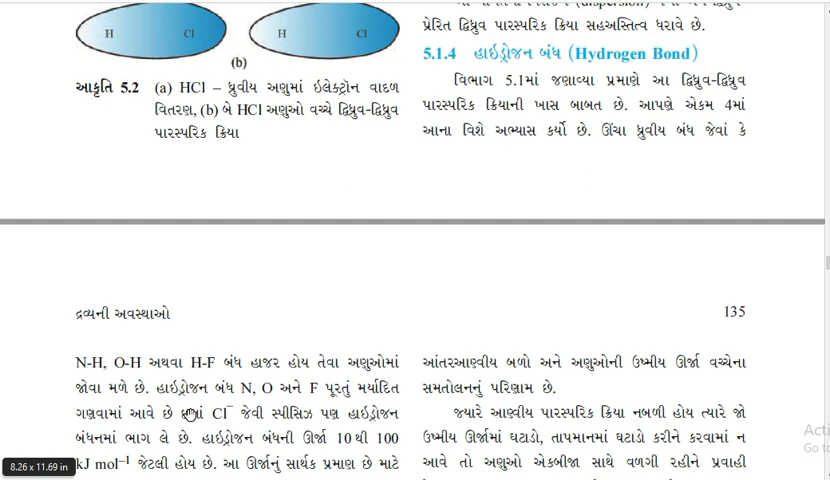 H Cl H Cl
(b)
આકૃતિ 5.2 (a) HCl – ધ્રુવીય અણુમાં ઇલેક્ટ્રૉન વાદળ
વિતરણ, (b) બે HCl અણુઓ વચ્ચે દ્વિધ્રુવ-દ્વિધ્રુવ
પારસ્પરિક ક્રિયા
પ્રેરિત દ્વિધ્રુવ પારસ્પરિક ક્રિયા સહઅસ્તિત્વ ધરાવે છે.
5.1.4 હાઇડ્રોજન બંધ (Hydrogen Bond)
વિભાગ 5.1માં જણાવ્યા પ્રમાણે આ દ્વિધ્રુવ-દ્વિધ્રુવ
પારસ્પરિક ક્રિયાની ખાસ બાબત છે. આપણે એકમ 4માં
આના વિશે અભ્યાસ કર્યો છે. ઊંચા ધ્રુવીય બંધ જેવાં કે
દ્રવ્યની અવસ્થાઓ 135
N-H, O-H અથવા H-F બંધ હાજર હોય તેવા અણુઓમાં
જોવા મળે છે. હાઇડ્રોજન બંધ N, O અને F પૂરતું મર્યાદિત
ગણવામાં આવે છે Cl⁻ જેવી સ્પીસિઝ પણ હાઇડ્રોજન
બંધનમાં ભાગ લે છે. હાઇડ્રોજન બંધની ઊર્જા 10 થી 100
kJ mol⁻¹ જેટલી હોય છે. આ ઊર્જાનું સાર્થક પ્રમાણ છે માટે
આંતરઆણ્વીય બળો અને અણુઓની ઉષ્મીય ઊર્જા વચ્ચેના
સમતોલનનું પરિણામ છે.
જ્યારે આણ્વીય પારસ્પરિક ક્રિયા નબળી હોય ત્યારે જો
ઉષ્મીય ઊર્જામાં ઘટાડો, તાપમાનમાં ઘટાડો કરીને કરવામાં ન
આવે તો અણુઓ એકબીજા સાથે વળગી રહીને પ્રવાહી
8.26 x 11.69 in
Acti
Go to